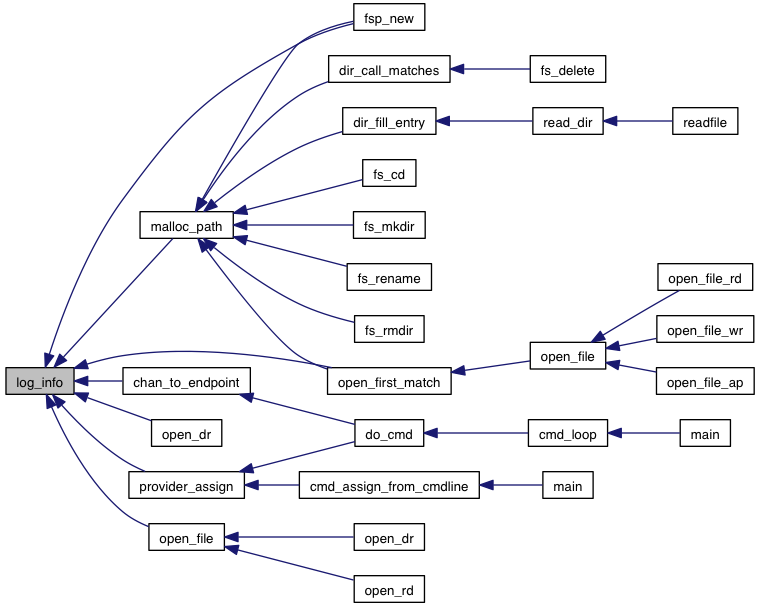 fsp_new
dir_call_matches
fs_delete
dir_fill_entry
read_dir
readfile
fs_cd
malloc_path
fs_mkdir
fs_rename
open_file_rd
fs_rmdir
open_file_wr
open_file
log_info
chan_to_endpoint
open_first_match
open_file_ap
open_dr
do_cmd
cmd_loop
main
provider_assign
cmd_assign_from_cmdline
main
open_file
open_dr
open_rd